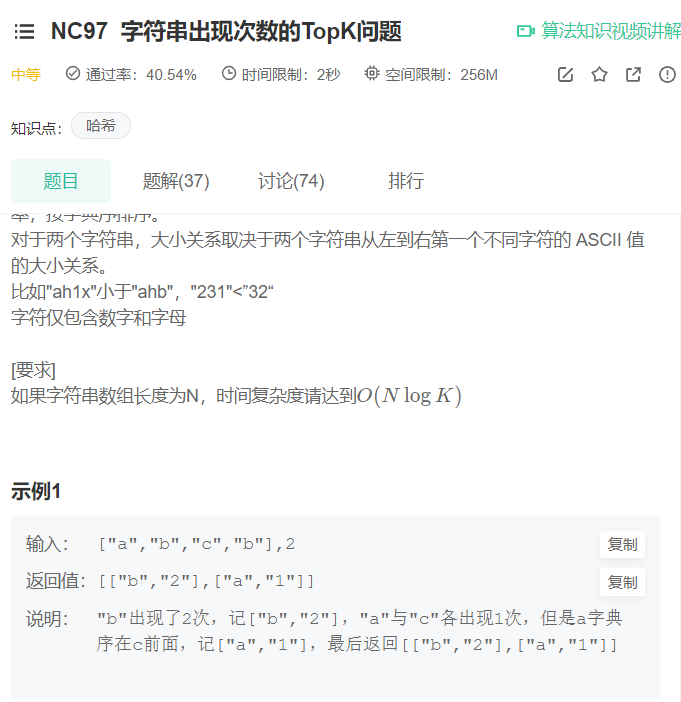 NC97 字符串出现次数的TopK问题
算法知识视频讲解
中等 通过率：40.54% 时间限制：2秒 空间限制：256M
知识点： 哈希
题目 题解(37) 讨论(74) 排行
率，按字典序排序。
对于两个字符串，大小关系取决于两个字符串从左到右第一个不同字符的 ASCII 值
的大小关系。
比如"ah1x"小于"ahb"，"231"<”32“
字符仅包含数字和字母
[要求]
如果字符串数组长度为N，时间复杂度请达到O(N log K)
示例1
输入： ["a","b","c","b"],2 复制
返回值： [["b","2"],["a","1"]] 复制
说明： "b"出现了2次，记["b","2"]，"a"与"c"各出现1次，但是a字典
序在c前面，记["a","1"]，最后返回[["b","2"],["a","1"]]